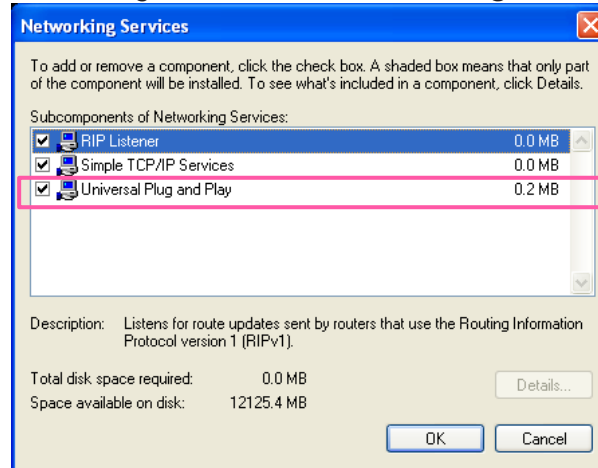 Networking Services
To add or remove a component, click the check box. A shaded box means that only part
of the component will be installed. To see what's included in a component, click Details.
Subcomponents of Networking Services:
RIP Listener 0.0 MB
Simple TCP/IP Services 0.0 MB
Universal Plug and Play 0.2 MB
Description: Listens for route updates sent by routers that use the Routing Information
Protocol version 1 (RIPv1).
Total disk space required: 0.0 MB
Details...
Space available on disk: 12125.4 MB
OK Cancel